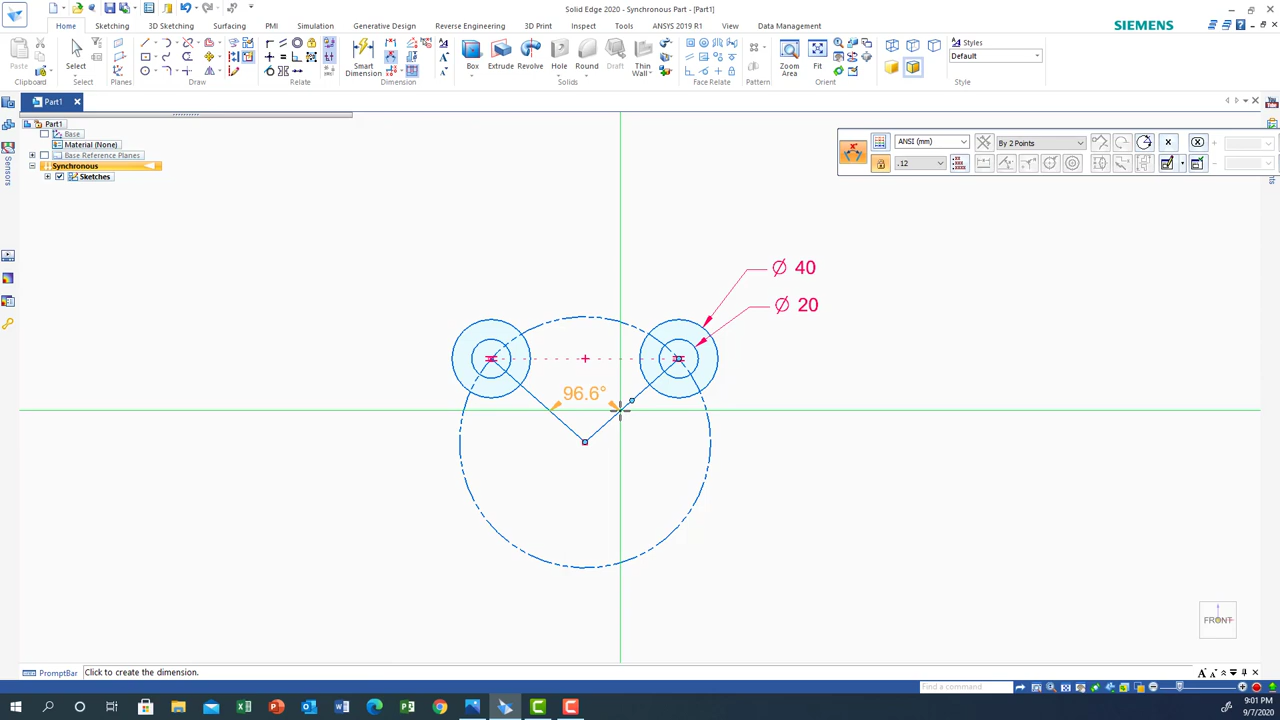 Solid Edge 2020 - Synchronous Part - [Part1]
Home
Sketching
3D Sketching
Surfacing
PMI
Simulation
Generative Design
Reverse Engineering
3D Print
Inspect
Tools
ANSYS 2019 R1
View
Data Management
SIEMENS
Paste
Select
Smart
Dimension
Box
Extrude
Revolve
Hole
Round
Draft
Thin
Wall
Zoom
Area
Fit
Styles
Default
Clipboard
Select
Planes
Draw
Relate
Dimension
Solids
Face Relate
Pattern
Orient
Style
Part1
Part1
Base
Material (None)
Base Reference Planes
Synchronous
Sketches
Sensors
ANSI (mm)
By 2 Points
.12
Ø 40
Ø 20
96.6°
FRONT
PromptBar
Click to create the dimension.
Find a command
9:01 PM
9/7/2020